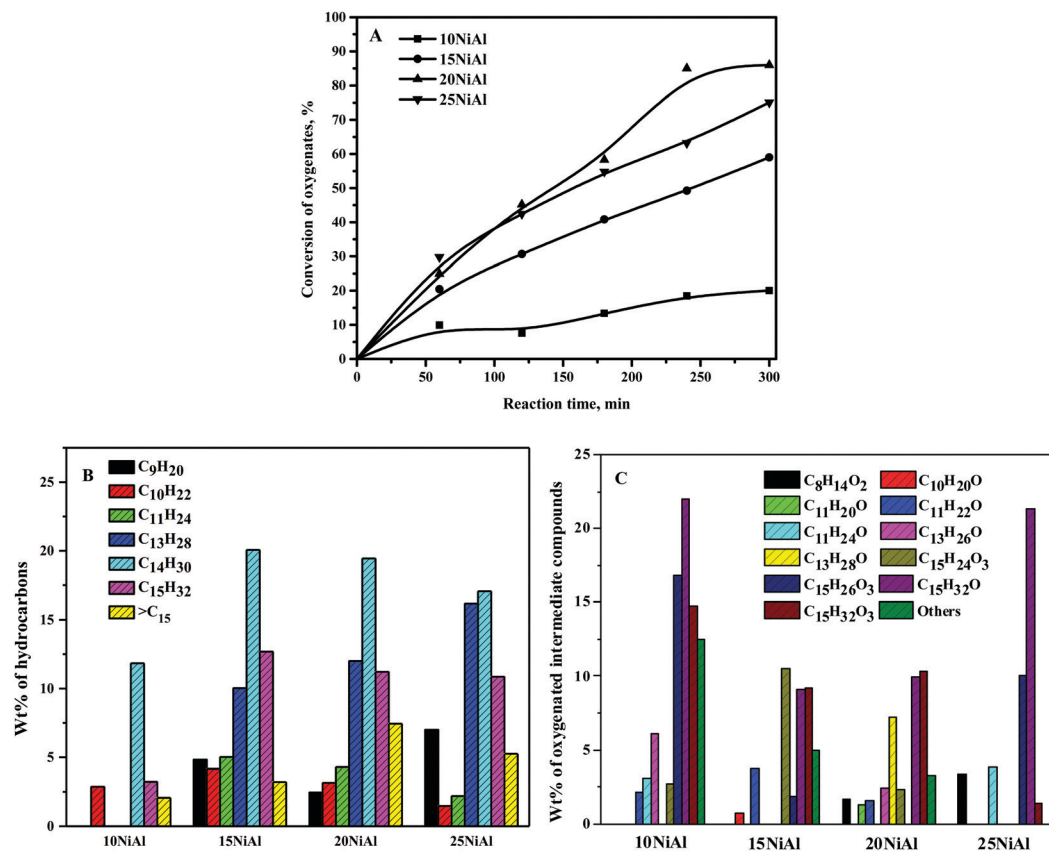 A
10NiAl
15NiAl
20NiAl
25NiAl
Conversion of oxygenates, %
100
90
80
70
60
50
40
30
20
10
0
0 50 100 150 200 250 300
Reaction time, min
B
C₉H₂₀
C₁₀H₂₂
C₁₁H₂₄
C₁₃H₂₈
C₁₄H₃₀
C₁₅H₃₂
>C₁₅
Wt% of hydrocarbons
25
20
15
10
5
0
10NiAl 15NiAl 20NiAl 25NiAl
C
C₈H₁₄O₂ C₁₀H₂₀O
C₁₁H₂₀O C₁₁H₂₂O
C₁₁H₂₄O C₁₃H₂₆O
C₁₃H₂₈O C₁₅H₂₄O₃
C₁₅H₂₆O₃ C₁₅H₃₂O
C₁₅H₃₂O₃ Others
Wt% of oxygenated intermediate compounds
25
20
15
10
5
0
10NiAl 15NiAl 20NiAl 25NiAl